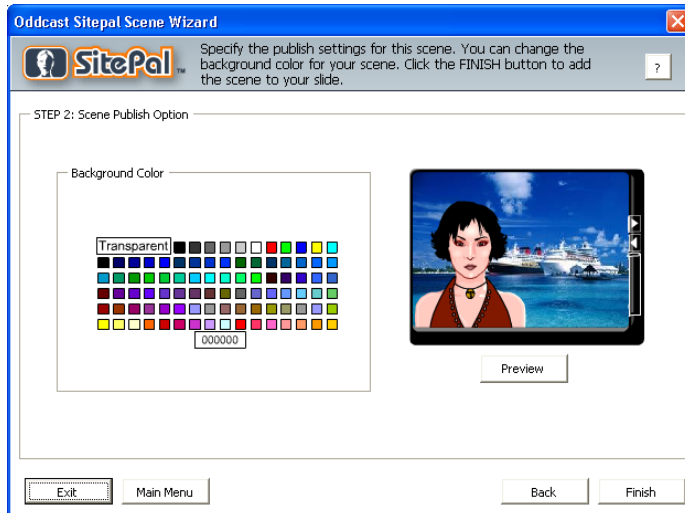 Oddcast Sitepal Scene Wizard
SitePal™
Specify the publish settings for this scene. You can change the
background color for your scene. Click the FINISH button to add
the scene to your slide.
?
STEP 2: Scene Publish Option
Background Color
Transparent
000000
Preview
Exit
Main Menu
Back
Finish